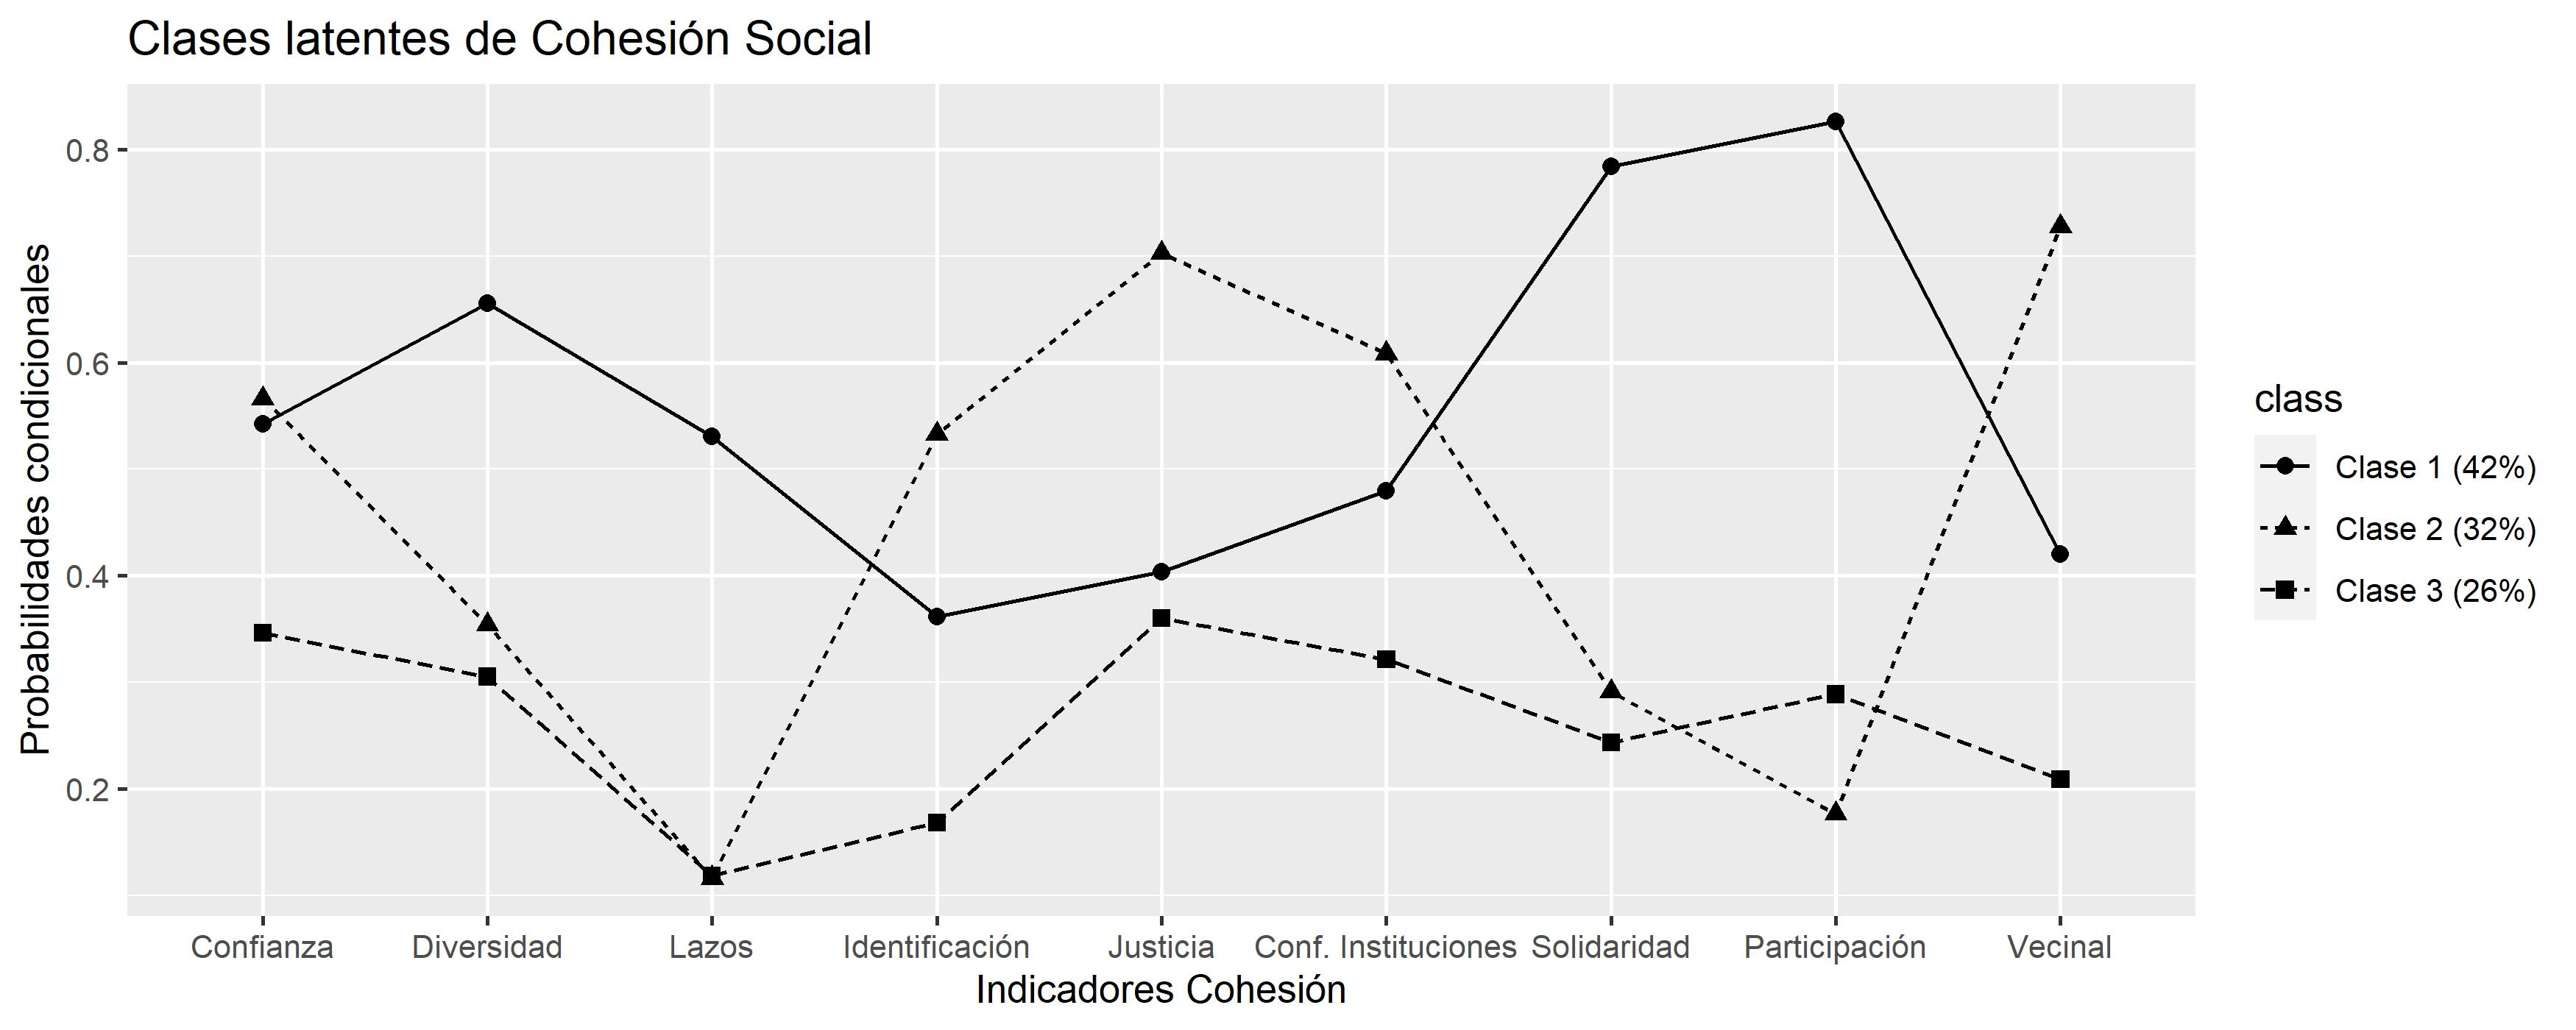 Clases latentes de Cohesión Social
Probabilidades condicionales
0.8
0.6
0.4
0.2
Confianza
Diversidad
Lazos
Identificación
Justicia
Conf. Instituciones
Solidaridad
Participación
Vecinal
Indicadores Cohesión
class
Clase 1 (42%)
Clase 2 (32%)
Clase 3 (26%)